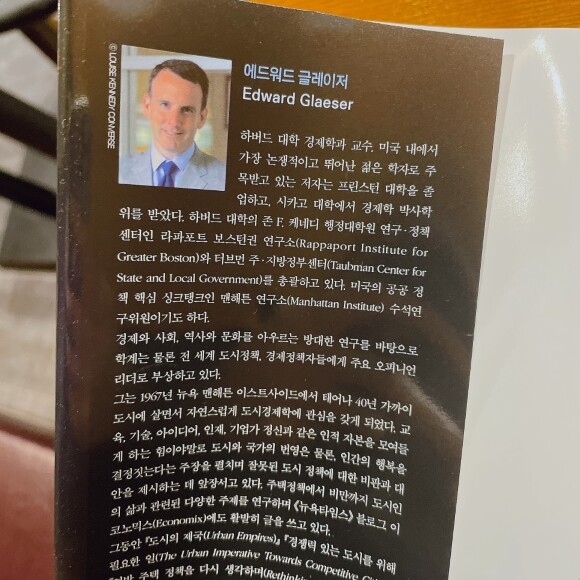 © LOUISE KENNEDY CONVERSE
에드워드 글레이저
Edward Glaeser
하버드 대학 경제학과 교수. 미국 내에서
가장 논쟁적이고 뛰어난 젊은 학자로 주
목받고 있는 저자는 프린스턴 대학을 졸
업하고, 시카고 대학에서 경제학 박사학
위를 받았다. 하버드 대학의 존 F. 케네디 행정대학원 연구·정책
센터인 라파포트 보스턴권 연구소(Rappaport Institute for
Greater Boston)와 터브먼 주·지방정부센터(Taubman Center for
State and Local Government)를 총괄하고 있다. 미국의 공공 정
책 핵심 싱크탱크인 맨해튼 연구소(Manhattan Institute) 수석연
구위원이기도 하다.
경제와 사회, 역사와 문화를 아우르는 방대한 연구를 바탕으로
학계는 물론 전 세계 도시정책, 경제정책자들에게 주요 오피니언
리더로 부상하고 있다.
그는 1967년 뉴욕 맨해튼 이스트사이드에서 태어나 40년 가까이
도시에 살면서 자연스럽게 도시경제학에 관심을 갖게 되었다. 교
육, 기술, 아이디어, 인재, 기업가 정신과 같은 인적 자본을 모여들
게 하는 힘이야말로 도시와 국가의 번영은 물론, 인간의 행복을
결정짓는다는 주장을 펼치며 잘못된 도시 정책에 대한 비판과 대
안을 제시하는 데 앞장서고 있다. 주택정책에서 비만까지 도시인
의 삶과 관련된 다양한 주제를 연구하며 《뉴욕타임스》 블로그 이
코노믹스(Economix)에도 활발히 글을 쓰고 있다.
그동안 『도시의 제국(Urban Empires)』 『경쟁력 있는 도시를 위해
필요한 일(The Urban Imperative Towards Competitive
주택 정책을 다시 생각하며